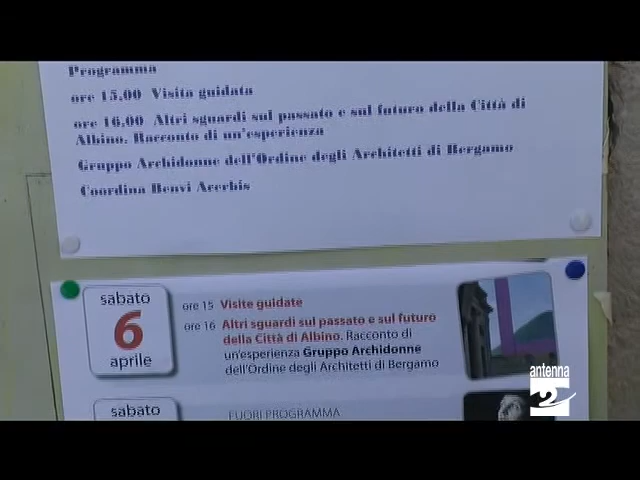 Programma
ore 15,00 Visita guidata
ore 16,00 Altri sguardi sul passato e sul futuro della Città di
Albino. Racconto di un'esperienza
Gruppo Archidonne dell'Ordine degli Architetti di Bergamo
Coordina Benvi Acerbis
sabato
6
aprile
ore 15 Visite guidate
ore 16 Altri sguardi sul passato e sul futuro
della Città di Albino. Racconto di
un'esperienza Gruppo Archidonne
dell'Ordine degli Architetti di Bergamo
sabato
FUORI PROGRAMMA
antenna
2